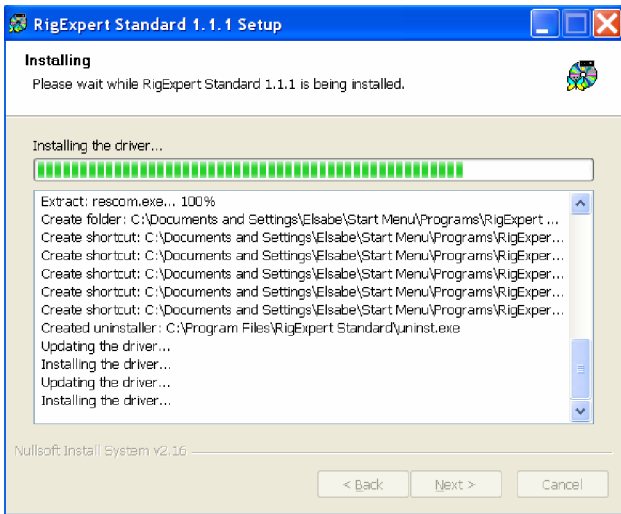 RigExpert Standard 1.1.1 Setup
Installing
Please wait while RigExpert Standard 1.1.1 is being installed.
Installing the driver...
Extract: rescom.exe... 100%
Create folder: C:\Documents and Settings\Elsabe\Start Menu\Programs\RigExpert ...
Create shortcut: C:\Documents and Settings\Elsabe\Start Menu\Programs\RigExper...
Create shortcut: C:\Documents and Settings\Elsabe\Start Menu\Programs\RigExper...
Create shortcut: C:\Documents and Settings\Elsabe\Start Menu\Programs\RigExper...
Create shortcut: C:\Documents and Settings\Elsabe\Start Menu\Programs\RigExper...
Create shortcut: C:\Documents and Settings\Elsabe\Start Menu\Programs\RigExper...
Created uninstaller: C:\Program Files\RigExpert Standard\uninst.exe
Updating the driver...
Installing the driver...
Updating the driver...
Installing the driver...
Nullsoft Install System v2.16
< Back Next > Cancel